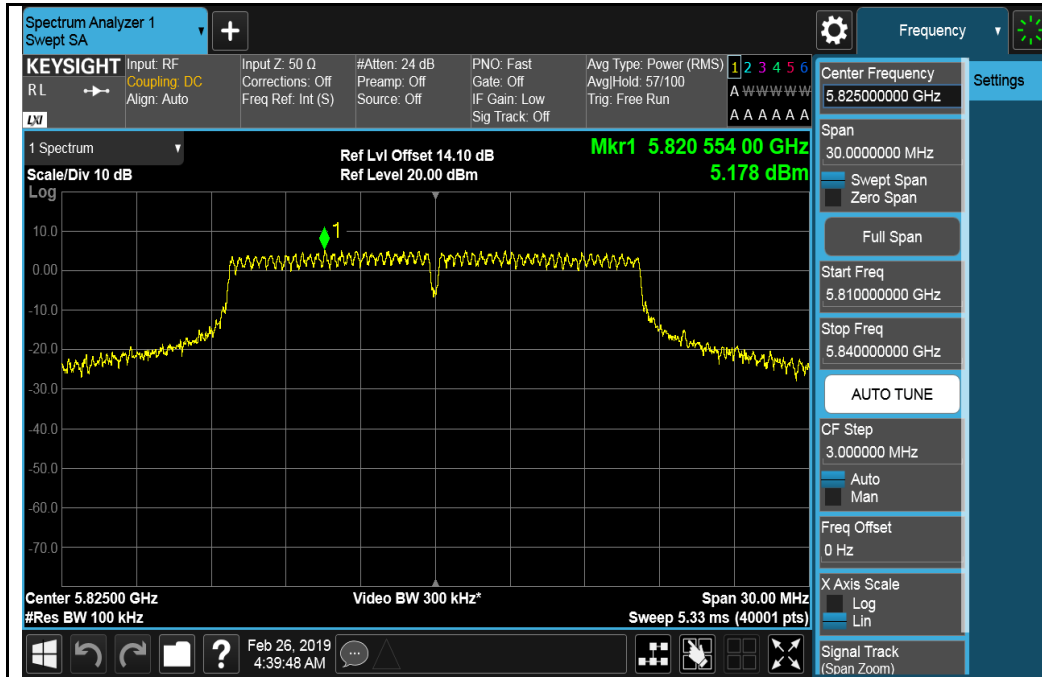 Spectrum Analyzer 1
Swept SA
+
Frequency
KEYSIGHT
R L
LXI
Input: RF
Coupling: DC
Align: Auto
Input Z: 50 Ω
Corrections: Off
Freq Ref: Int (S)
#Atten: 24 dB
Preamp: Off
Source: Off
PNO: Fast
Gate: Off
IF Gain: Low
Sig Track: Off
Avg Type: Power (RMS)
Avg|Hold: 57/100
Trig: Free Run
1 2 3 4 5 6
A W W W W W
A A A A A A
1 Spectrum
Scale/Div 10 dB
Ref Lvl Offset 14.10 dB
Ref Level 20.00 dBm
Mkr1 5.820 554 00 GHz
5.178 dBm
Log
1
10.0
0.00
-10.0
-20.0
-30.0
-40.0
-50.0
-60.0
-70.0
Center 5.82500 GHz
#Res BW 100 kHz
Video BW 300 kHz*
Span 30.00 MHz
Sweep 5.33 ms (40001 pts)
Center Frequency
5.825000000 GHz
Span
30.0000000 MHz
Swept Span
Zero Span
Full Span
Start Freq
5.810000000 GHz
Stop Freq
5.840000000 GHz
AUTO TUNE
CF Step
3.000000 MHz
Auto
Man
Freq Offset
0 Hz
X Axis Scale
Log
Lin
Signal Track
(Span Zoom)
Settings
?
Feb 26, 2019
4:39:48 AM